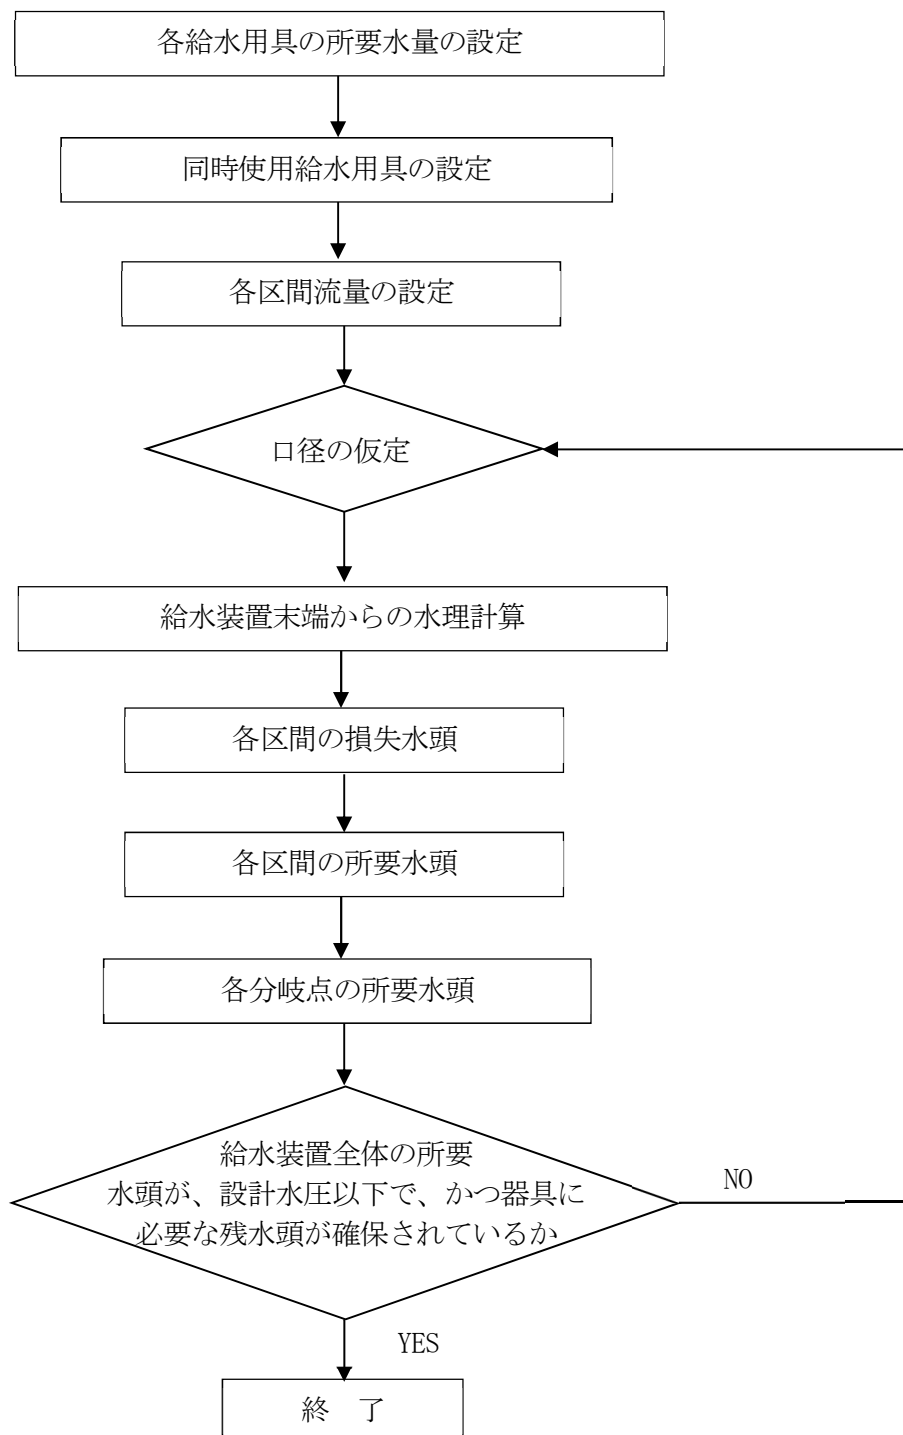 各給水用具の所要水量の設定
同時使用給水用具の設定
各区間流量の設定
口径の仮定
給水装置末端からの水理計算
各区間の損失水頭
各区間の所要水頭
各分岐点の所要水頭
給水装置全体の所要
水頭が、設計水圧以下で、かつ器具に
必要な残水頭が確保されているか
NO
YES
終　了